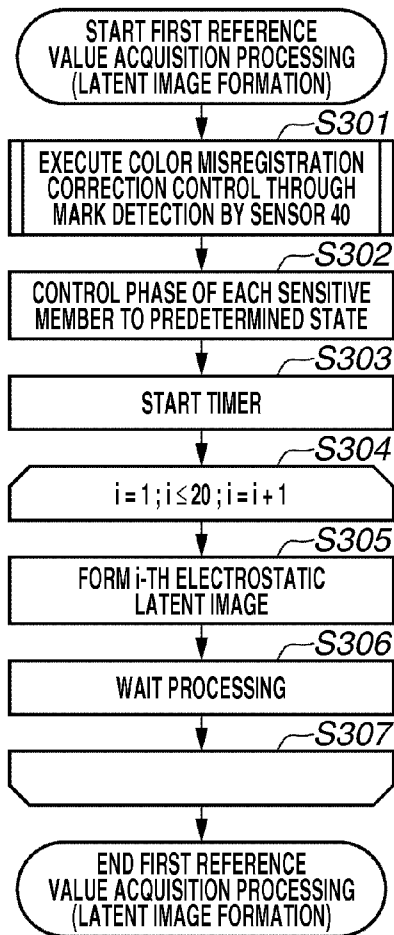 START FIRST REFERENCE
VALUE ACQUISITION PROCESSING
(LATENT IMAGE FORMATION)
S301
EXECUTE COLOR MISREGISTRATION
CORRECTION CONTROL THROUGH
MARK DETECTION BY SENSOR 40
S302
CONTROL PHASE OF EACH SENSITIVE
MEMBER TO PREDETERMINED STATE
S303
START TIMER
S304
i = 1 ; i ≤ 20 ; i = i + 1
S305
FORM i-TH ELECTROSTATIC
LATENT IMAGE
S306
WAIT PROCESSING
S307
END FIRST REFERENCE
VALUE ACQUISITION PROCESSING
(LATENT IMAGE FORMATION)